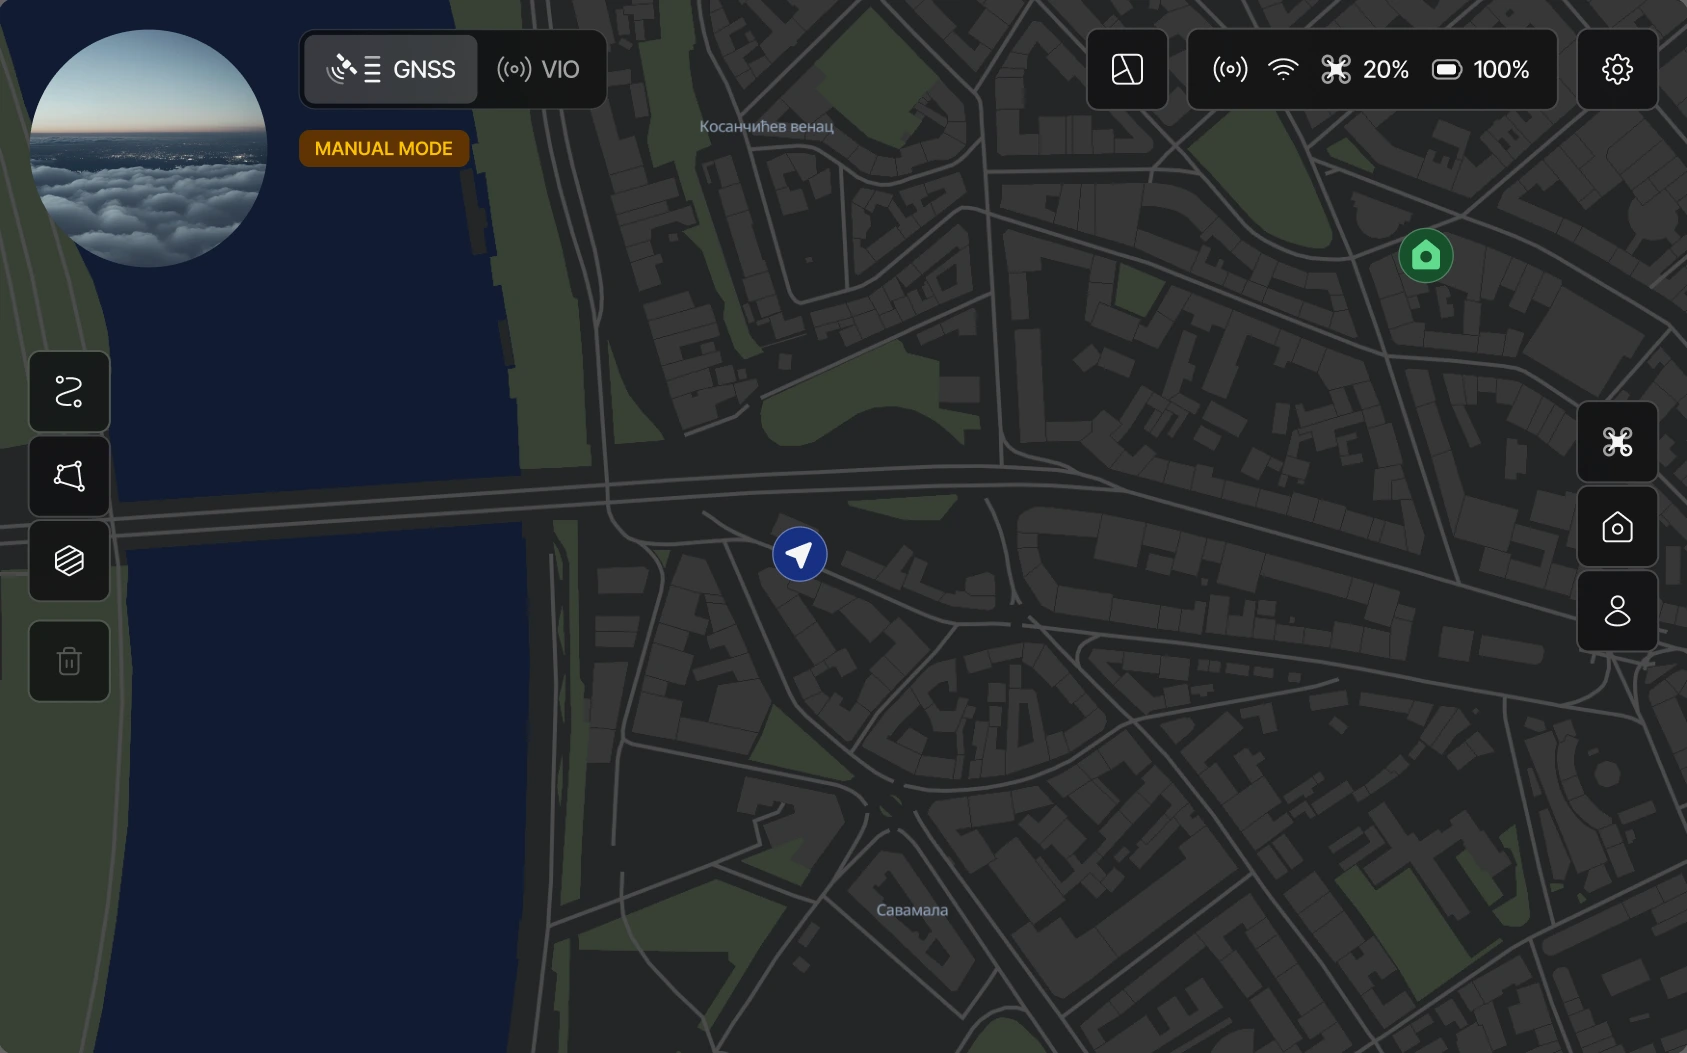 GNSS
VIO
20%
100%
MANUAL MODE
Косанчићев венац
Савамала